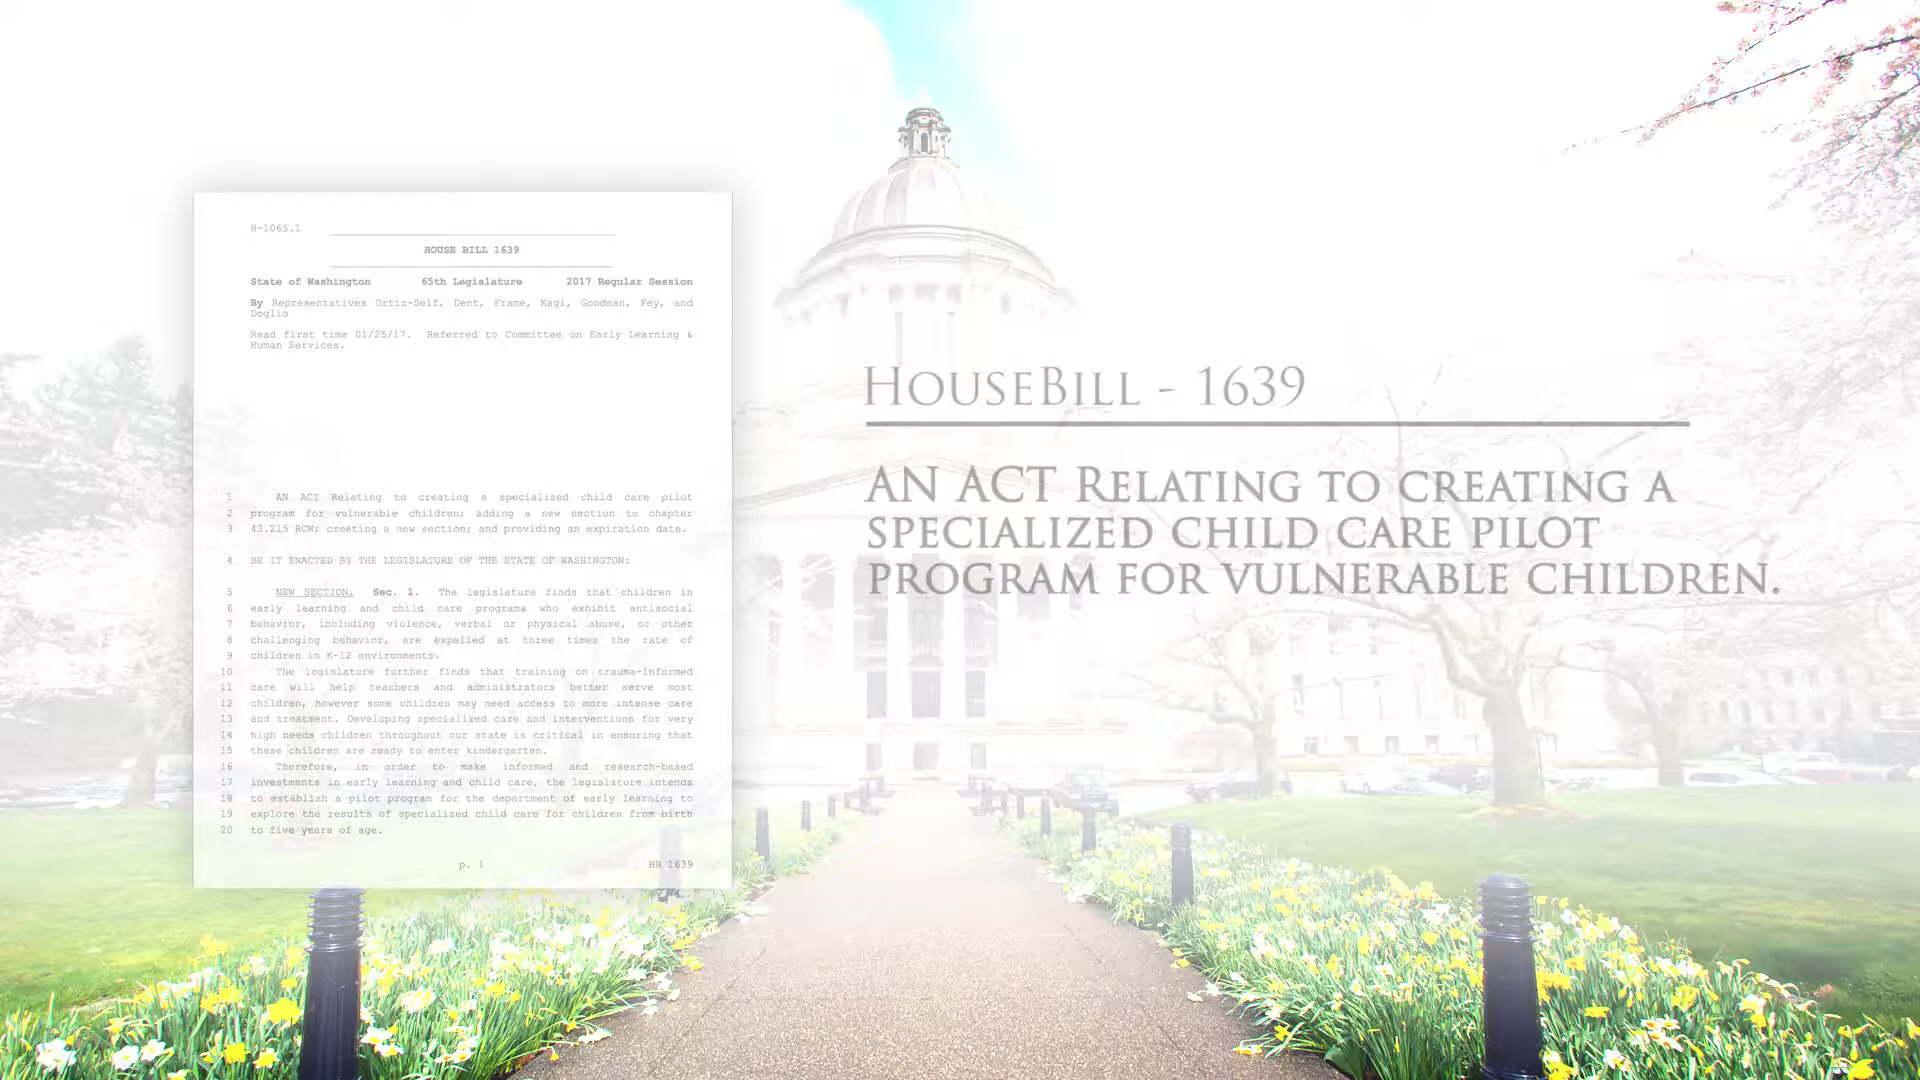 H-1065.1
HOUSE BILL 1639
State of Washington 65th Legislature 2017 Regular Session
By Representatives Ortiz-Self, Dent, Frame, Kagi, Goodman, Fey, and
Doglio
Read first time 01/25/17. Referred to Committee on Early Learning &
Human Services.
1 AN ACT Relating to creating a specialized child care pilot
2 program for vulnerable children; adding a new section to chapter
3 43.215 RCW; creating a new section; and providing an expiration date.
4 BE IT ENACTED BY THE LEGISLATURE OF THE STATE OF WASHINGTON:
5 NEW SECTION. Sec. 1. The legislature finds that children in
6 early learning and child care programs who exhibit antisocial
7 behavior, including violence, verbal or physical abuse, or other
8 challenging behavior, are expelled at three times the rate of
9 children in K-12 environments.
10 The legislature further finds that training on trauma-informed
11 care will help teachers and administrators better serve most
12 children, however some children may need access to more intense care
13 and treatment. Developing specialized care and interventions for very
14 high needs children throughout our state is critical in ensuring that
15 these children are ready to enter kindergarten.
16 Therefore, in order to make informed and research-based
17 investments in early learning and child care, the legislature intends
18 to establish a pilot program for the department of early learning to
19 explore the results of specialized child care for children from birth
20 to five years of age.
p. 1 HB 1639
HOUSEBILL - 1639
AN ACT RELATING TO CREATING A
SPECIALIZED CHILD CARE PILOT
PROGRAM FOR VULNERABLE CHILDREN.